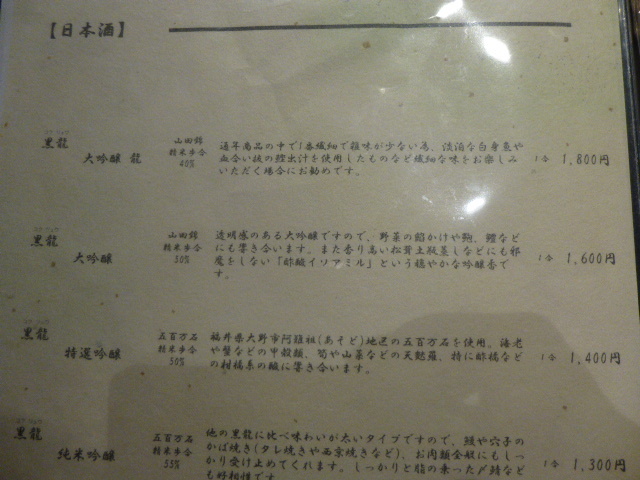 【日本酒】
黒龍
大吟醸 龍
山田錦
精米歩合
40%
通年商品の中で1番繊細で雑味が少ない為、淡泊な白身魚や
血合い抜の鰹出汁を使用したものなど繊細な味をお楽しみ
いただく場合にお勧めです。
1合 1,800円
黒龍
大吟醸
山田錦
精米歩合
50%
透明感のある大吟醸ですので、野菜の餡かけや鮑、鱈など
にも響き合います。また香り高い松茸土瓶蒸しなどにも邪
魔をしない「酢酸イソアミル」という穏やかな吟醸香で
す。
1合 1,600円
黒龍
特選吟醸
五百万石
精米歩合
50%
福井県大野市阿難祖(あそど)地区の五百万石を使用。海老
や蟹などの甲殻類、筍や山菜などの天麩羅、特に酢橘など
の柑橘系の酸に響き合います。
1合 1,400円
黒龍
純米吟醸
五百万石
精米歩合
55%
他の黒龍に比べ味わいが太いタイプですので、鰻や穴子の
かば焼き(タレ焼きや西京焼きなど)、お肉類全般にもしっ
かり受け止めてくれます。しっかりと脂の乗った〆鯖など
も好相性です
1合 1,300円